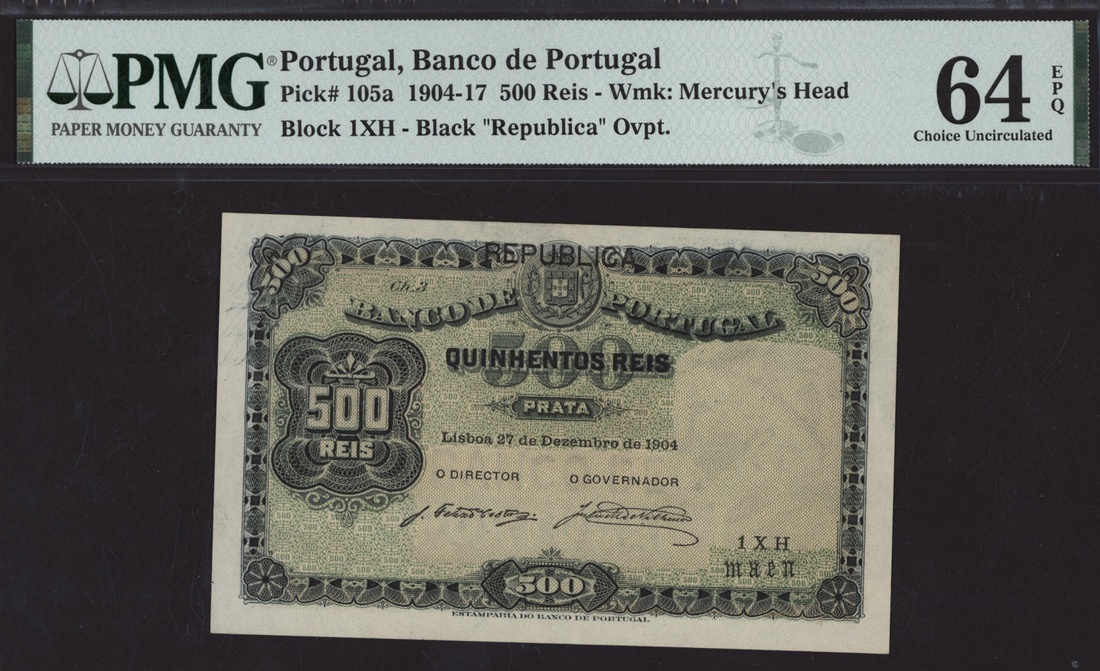 PMG®
PAPER MONEY GUARANTY
Portugal, Banco de Portugal
Pick# 105a 1904-17 500 Reis - Wmk: Mercury's Head
Block 1XH - Black "Republica" Ovpt.
64
EPQ
Choice Uncirculated
REPUBLICA
500
500
Ch. 3
BANCO DE PORTUGAL
500
QUINHENTOS REIS
PRATA
500
REIS
Lisboa 27 de Dezembro de 1904
O DIRECTOR
O GOVERNADOR
1 X H
maen
500
ESTAMPARIA DO BANCO DE PORTUGAL